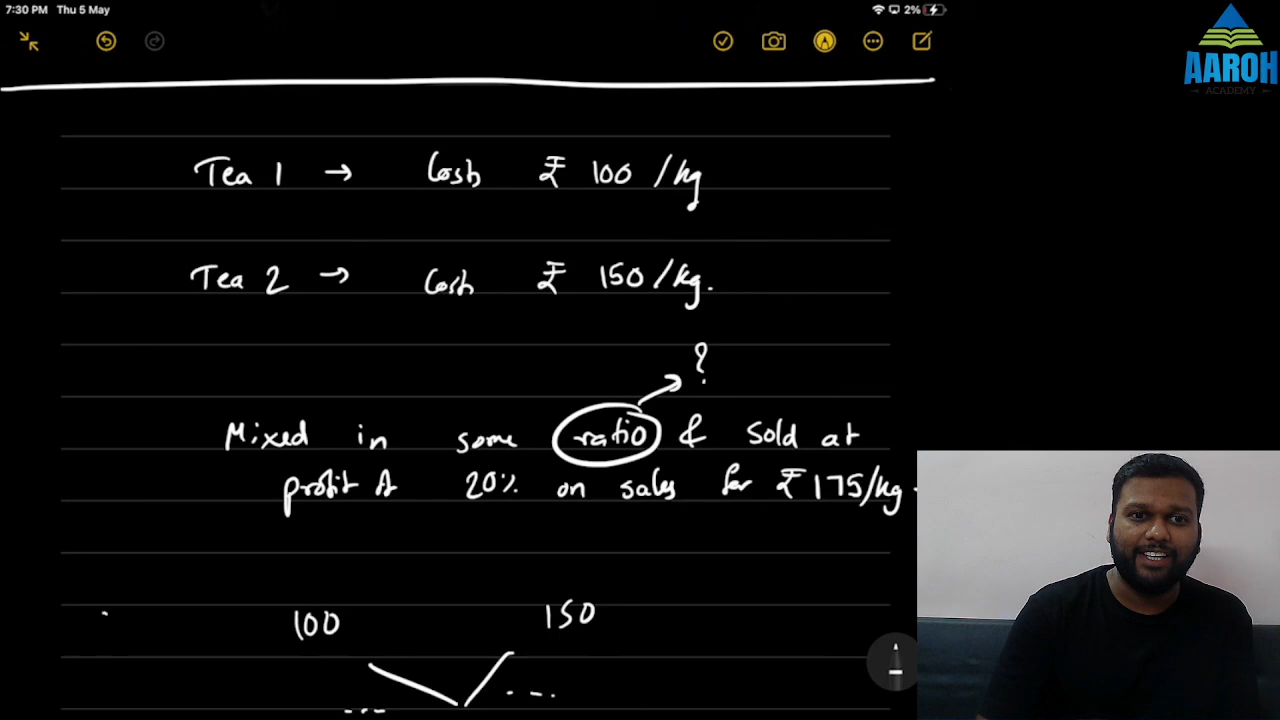 7:30 PM Thu 5 May
2%
AAROH
ACADEMY
Tea 1 → Cost ₹ 100 /kg
Tea 2 → Cost ₹ 150 /kg.
?
Mixed in some ratio & sold at
profit of 20% on sales for ₹ 175/kg.
100 150
... ...